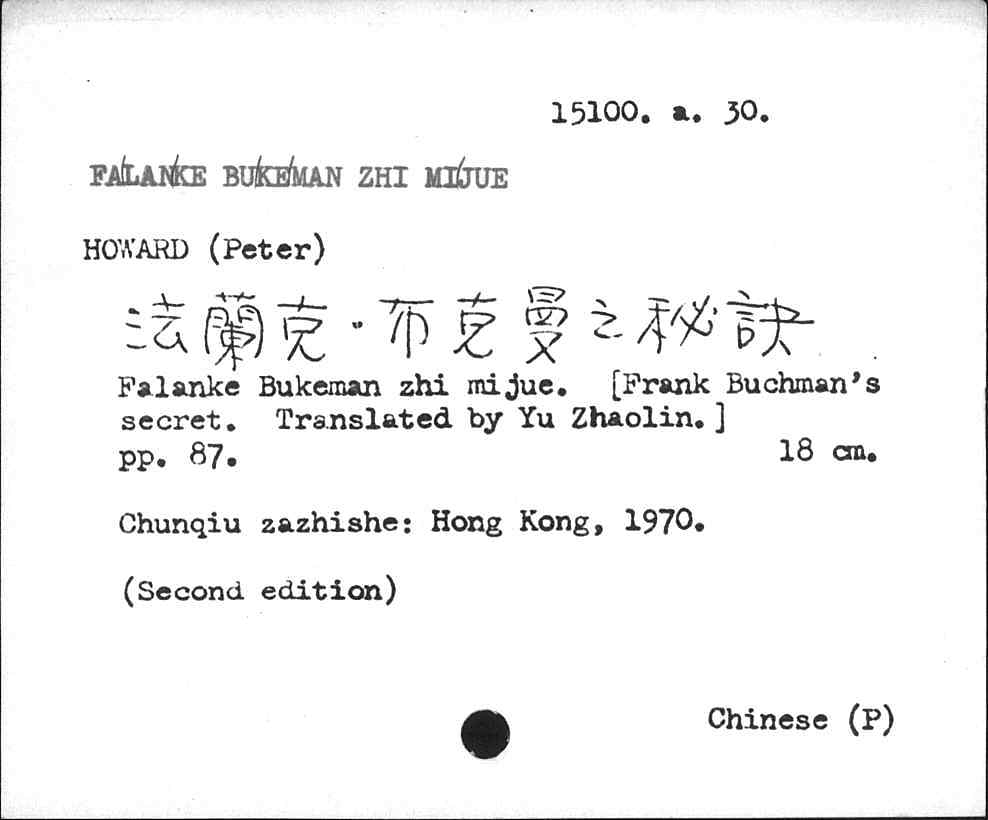 15100. a. 30.
FALANKE BUKEMAN ZHI MIJUE
HOWARD (Peter)
法蘭克·布克曼之秘訣
Falanke Bukeman zhi mijue. [Frank Buchman's
secret. Translated by Yu Zhaolin.]
pp. 87. 18 cm.
Chunqiu zazhishe: Hong Kong, 1970.
(Second edition)
Chinese (P)